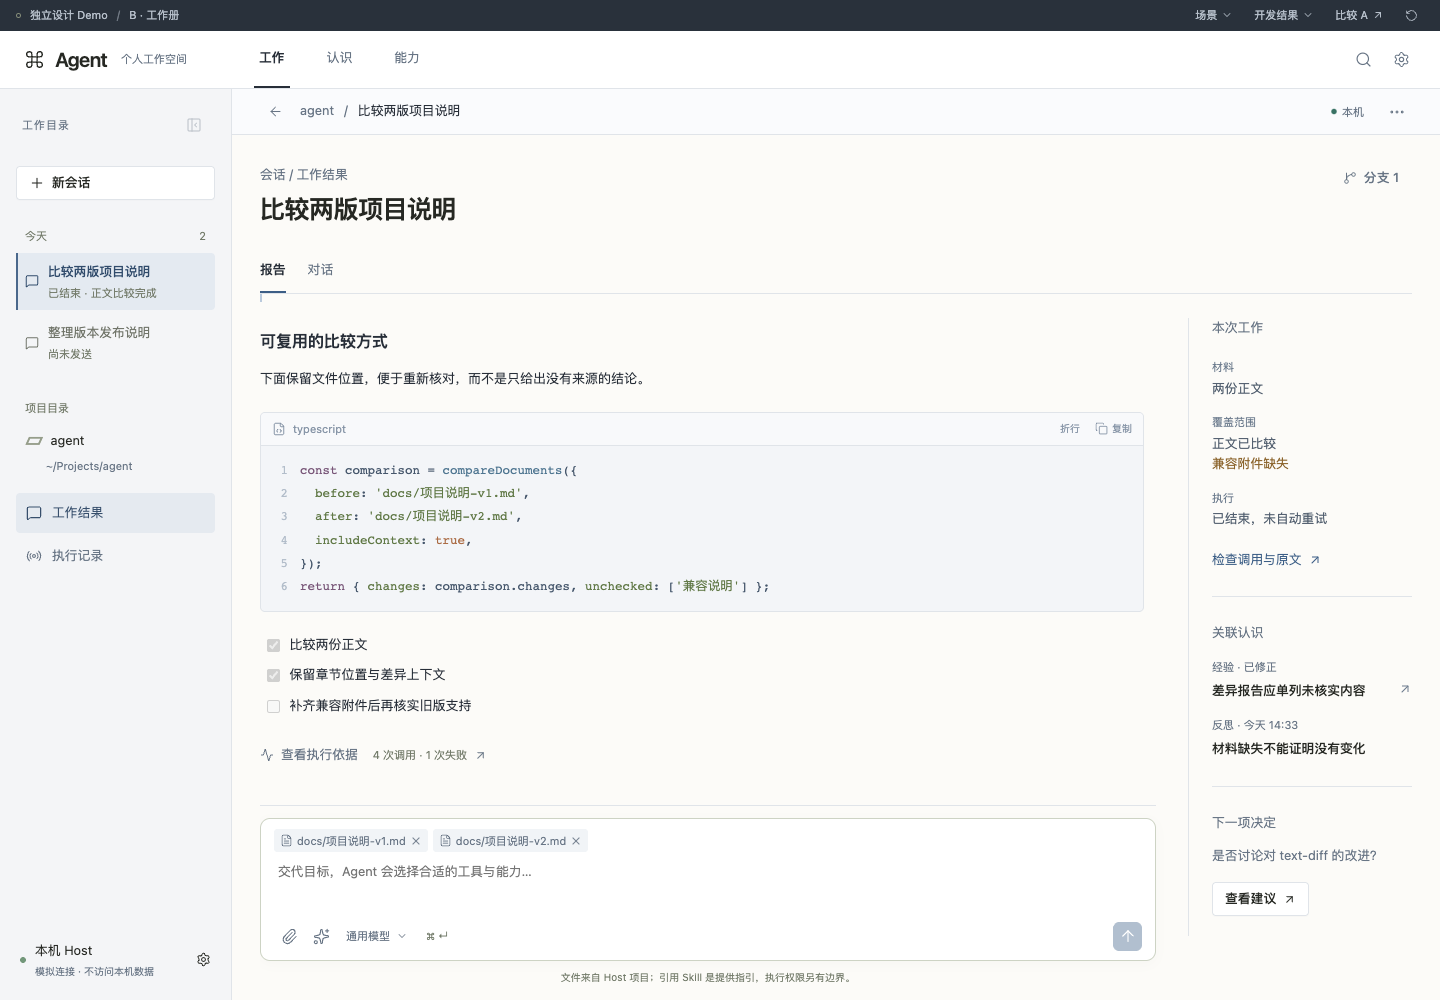 独立设计 Demo / B · 工作册
场景
开发结果
比较 A
Agent 个人工作空间
工作
认识
能力
工作目录
新会话
今天 2
比较两版项目说明
已结束 · 正文比较完成
整理版本发布说明
尚未发送
项目目录
agent
~/Projects/agent
工作结果
执行记录
本机 Host
模拟连接 · 不访问本机数据
agent / 比较两版项目说明
本机
会话 / 工作结果
比较两版项目说明
分支 1
报告
对话
可复用的比较方式
下面保留文件位置，便于重新核对，而不是只给出没有来源的结论。
typescript
折行
复制
1 const comparison = compareDocuments({
2 before: 'docs/项目说明-v1.md',
3 after: 'docs/项目说明-v2.md',
4 includeContext: true,
5 });
6 return { changes: comparison.changes, unchecked: ['兼容说明'] };
比较两份正文
保留章节位置与差异上下文
补齐兼容附件后再核实旧版支持
查看执行依据 4 次调用 · 1 次失败
docs/项目说明-v1.md
docs/项目说明-v2.md
交代目标，Agent 会选择合适的工具与能力...
通用模型
⌘ ↵
文件来自 Host 项目；引用 Skill 是提供指引，执行权限另有边界。
本次工作
材料
两份正文
覆盖范围
正文已比较
兼容附件缺失
执行
已结束，未自动重试
检查调用与原文
关联认识
经验 · 已修正
差异报告应单列未核实内容
反思 · 今天 14:33
材料缺失不能证明没有变化
下一项决定
是否讨论对 text-diff 的改进？
查看建议